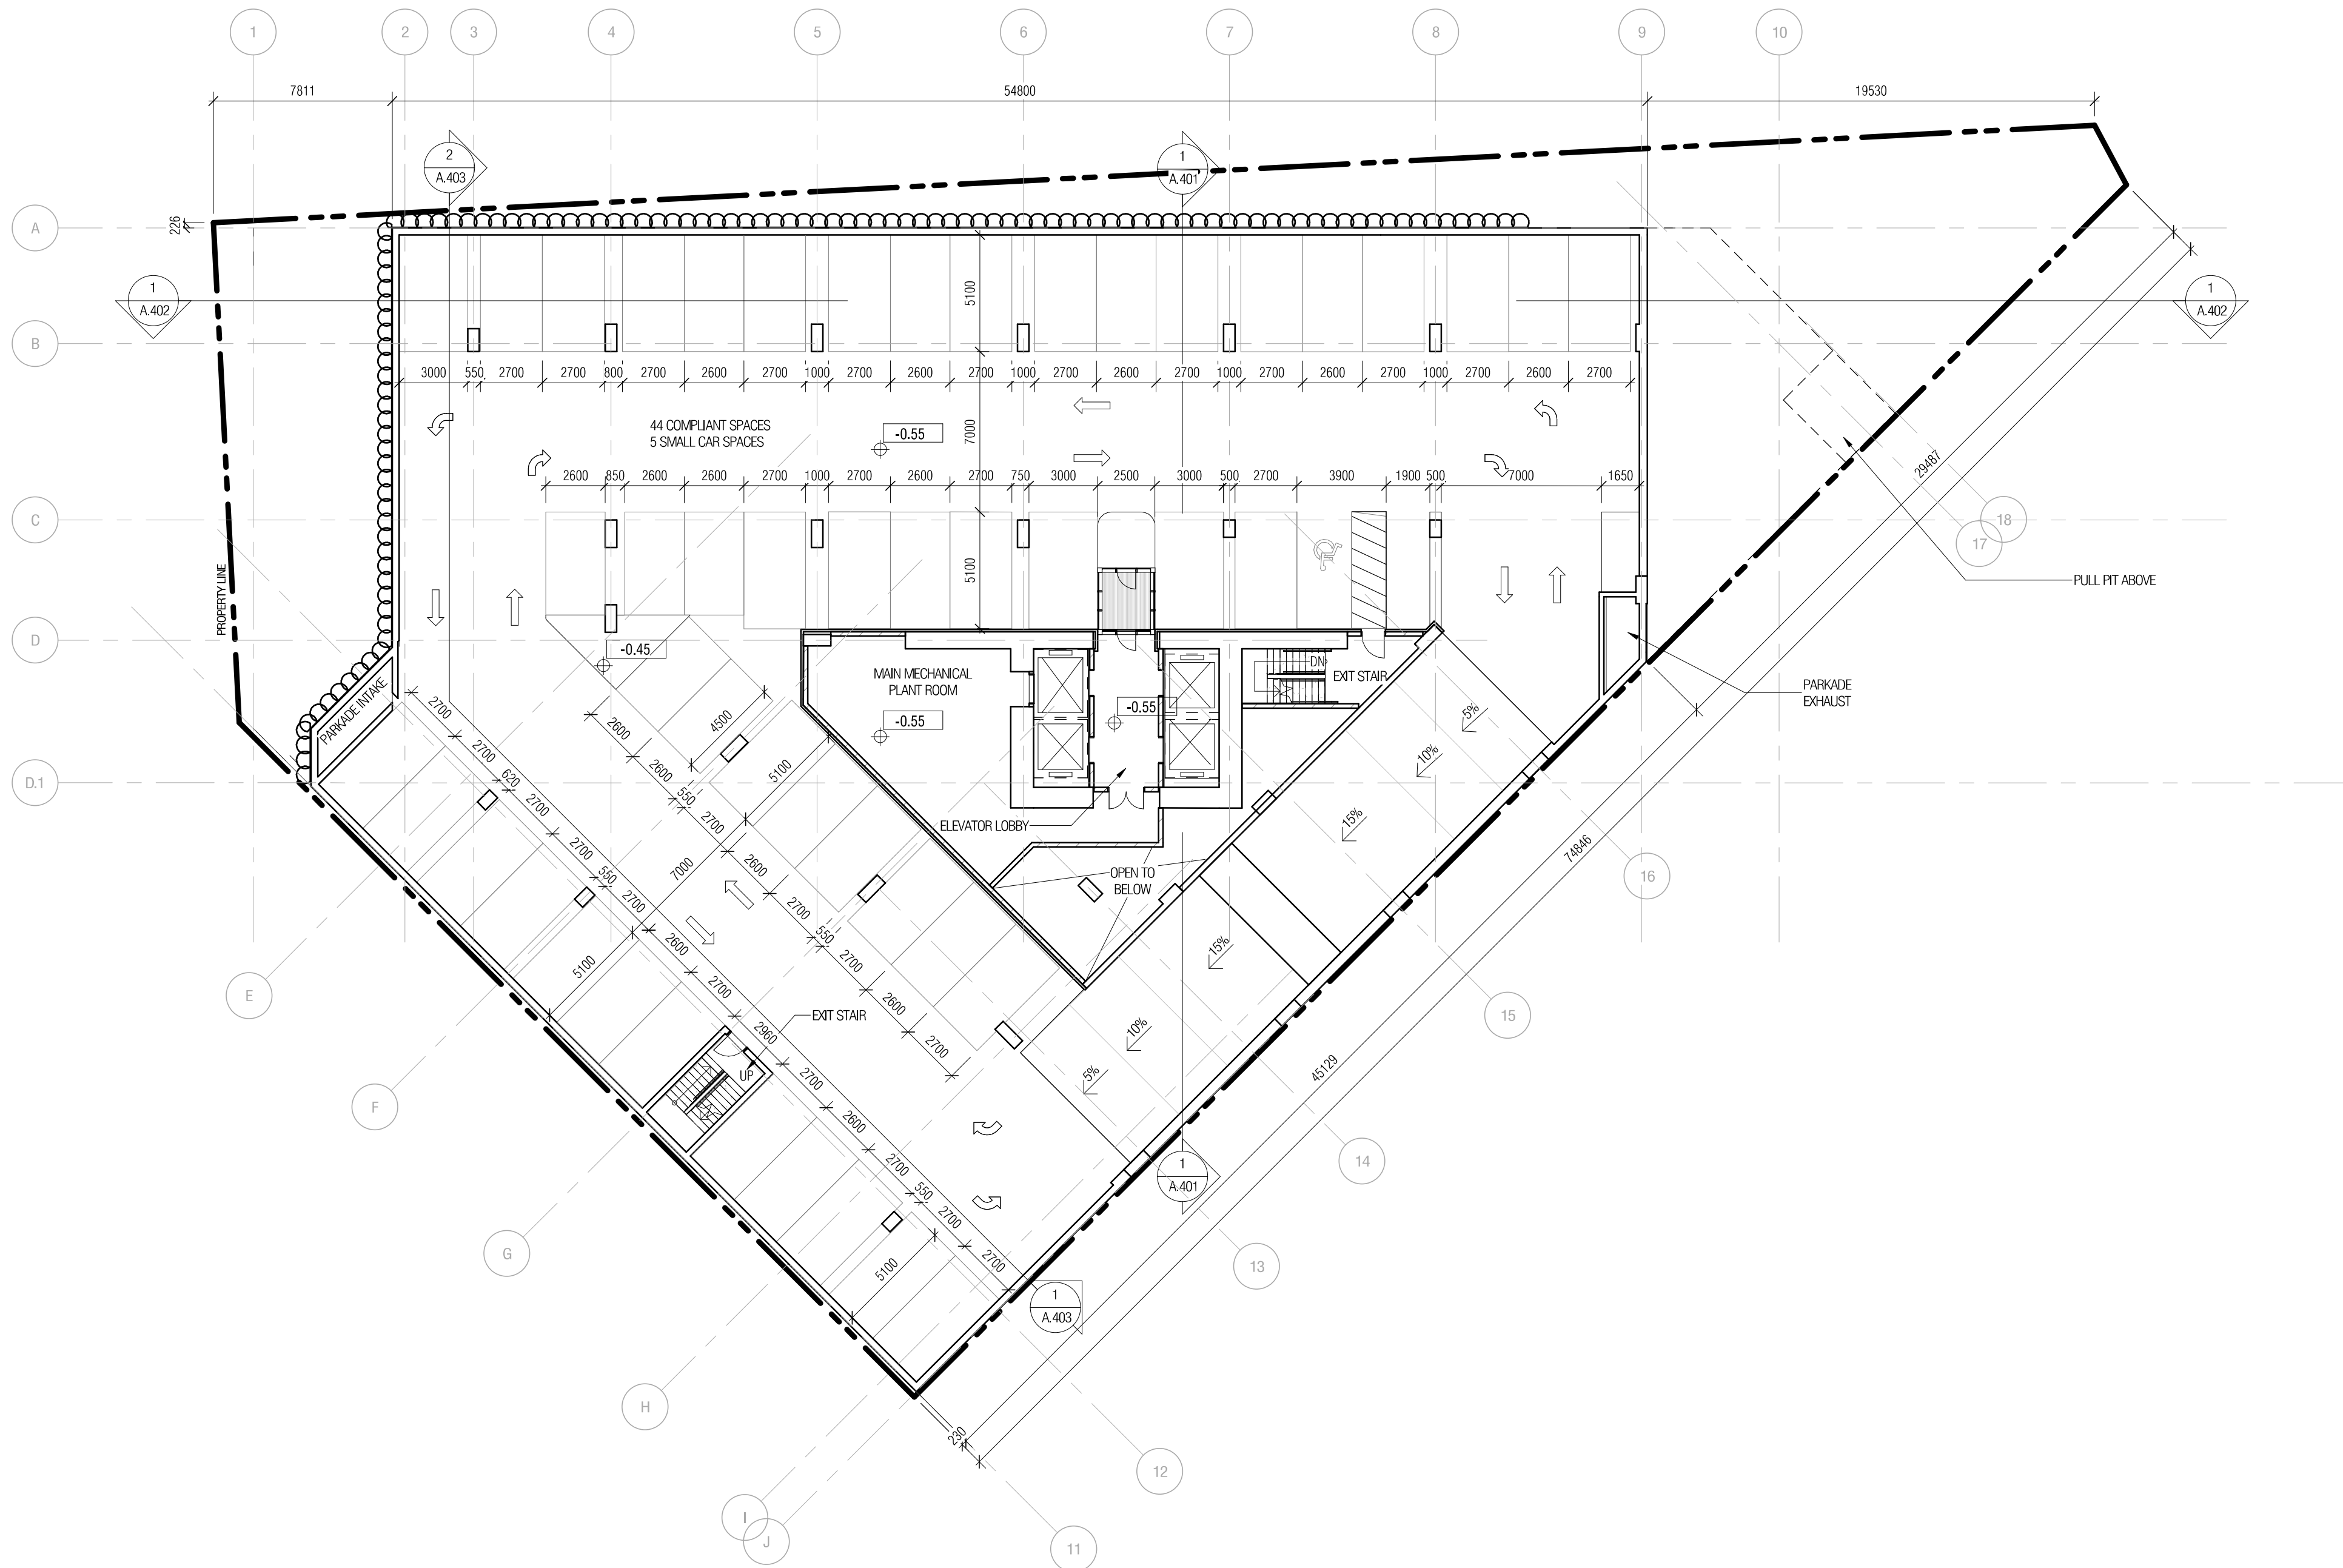 1 2 3 4 5 6 7 8 9 10
7811 54800 19530
2
A.403
1
A.401
A
226
1
A.402
1
A.402
5100
B
3000 550 2700 2700 800 2700 2600 2700 1000 2700 2600 2700 1000 2700 2600 2700 1000 2700 2600 2700 1000 2700 2600 2700
44 COMPLIANT SPACES
5 SMALL CAR SPACES
-0.55
7000
2600 850 2600 2600 2700 1000 2700 2600 2700 750 3000 2500 3000 500 2700 3900 1900 500 7000 1650
29487
C
18
17
5100
PULL PIT ABOVE
PROPERTY LINE
D
-0.45
MAIN MECHANICAL
PLANT ROOM
-0.55
-0.55
DN
EXIT STAIR
PARKADE
EXHAUST
PARKADE INTAKE
D.1
ELEVATOR LOBBY
OPEN TO
BELOW
5%
10%
15%
15%
10%
5%
2700 2700 620 2700 2700 550 2700 2600 2700 2960 2700 2600 2700 550 2700 2700
2600 2600 550 2700 2600 2700 550 2700 2600 2700
4500
5100
7000
5100
5100
EXIT STAIR
UP
74846
45129
16
15
14
13
12
11
E
F
G
H
I
J
1
A.401
1
A.403
230